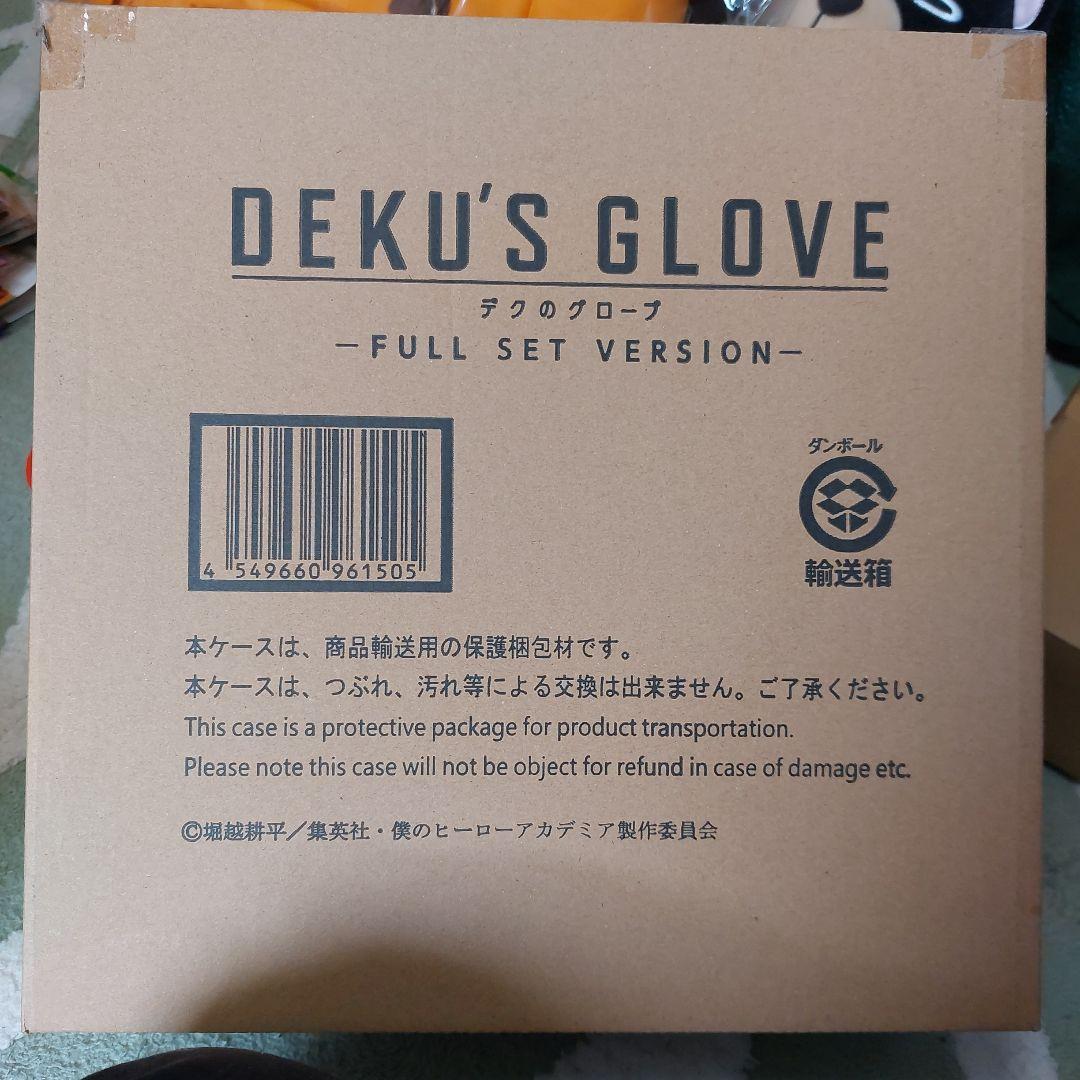 DEKU'S GLOVE
デクのグローブ
—FULL SET VERSION—
ダンボール
輸送箱
4 549660 961505
本ケースは、商品輸送用の保護梱包材です。
本ケースは、つぶれ、汚れ等による交換は出来ません。ご了承ください。
This case is a protective package for product transportation.
Please note this case will not be object for refund in case of damage etc.
©堀越耕平／集英社・僕のヒーローアカデミア製作委員会